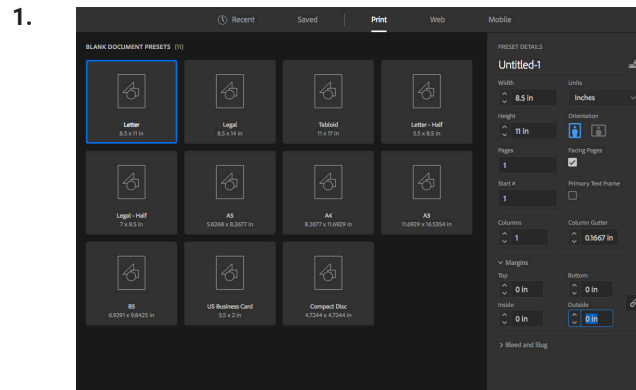 1.
Recent Saved Print Web Mobile
BLANK DOCUMENT PRESETS (11)
Letter
8.5 x 11 in
Legal
8.5 x 14 in
Tabloid
11 x 17 in
Letter - Half
5.5 x 8.5 in
Legal - Half
7 x 8.5 in
A5
5.8268 x 8.2677 in
A4
8.2677 x 11.6929 in
A3
11.6929 x 16.5354 in
B5
6.9291 x 9.8425 in
US Business Card
3.5 x 2 in
Compact Disc
4.7244 x 4.7244 in
PRESET DETAILS
Untitled-1
Width Units
8.5 in Inches
Height Orientation
11 in
Pages Facing Pages
1
Start # Primary Text Frame
1
Columns Column Gutter
1 0.1667 in
Margins
Top Bottom
0 in 0 in
Inside Outside
0 in 0 in
Bleed and Slug